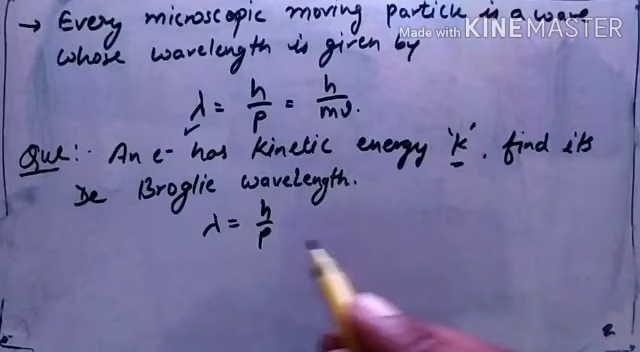 → Every microscopic moving particle is a wave
Made with KINEMASTER
whose wavelength is given by
λ = h/p = h/mv.
Que:- An e- has kinetic energy 'k', find its
De Broglie wavelength.
λ = h/p